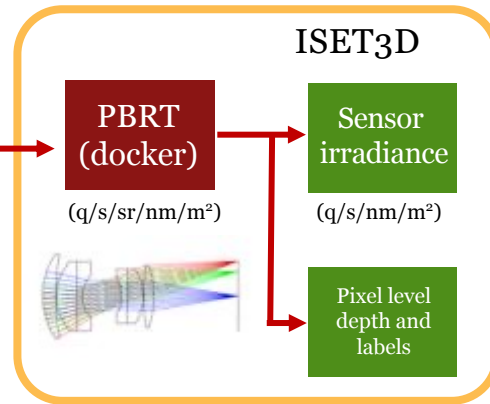 ISET3D
PBRT
(docker)
(q/s/sr/nm/m²)
Sensor
irradiance
(q/s/nm/m²)
Pixel level
depth and
labels